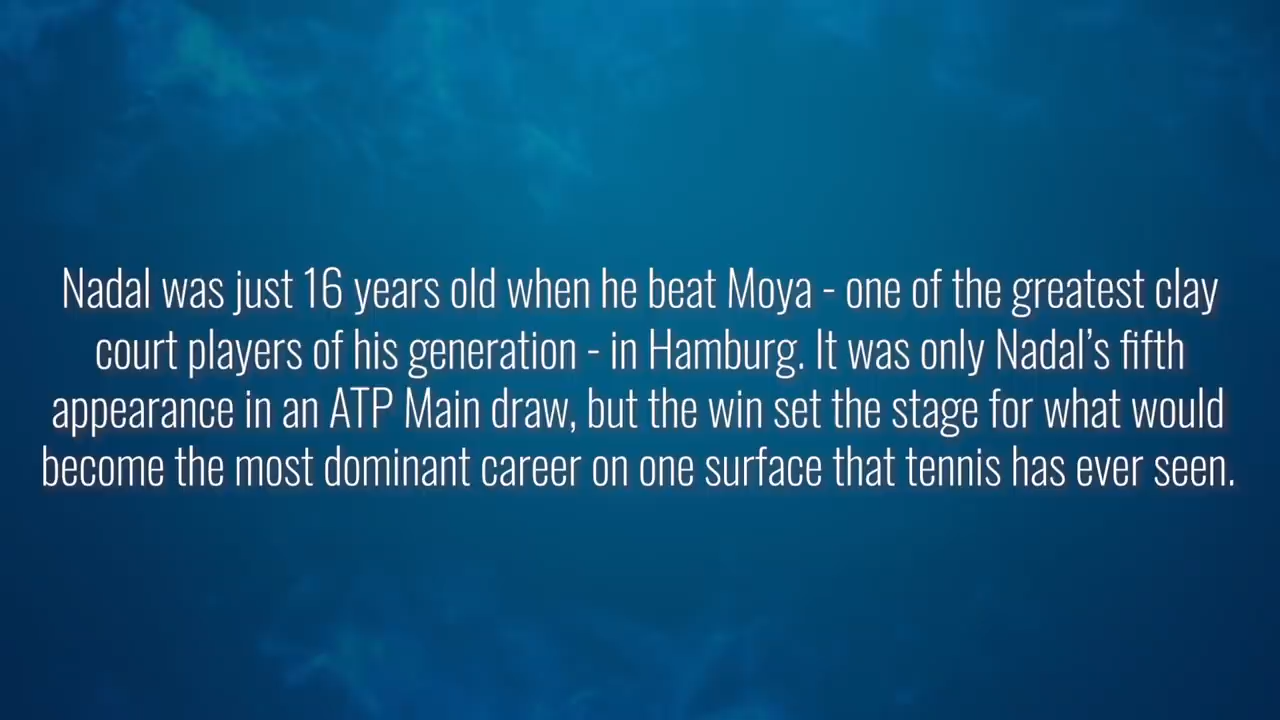 Nadal was just 16 years old when he beat Moya - one of the greatest clay
court players of his generation - in Hamburg. It was only Nadal’s fifth
appearance in an ATP Main draw, but the win set the stage for what would
become the most dominant career on one surface that tennis has ever seen.